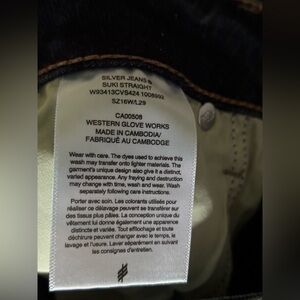 SILVER JEANS ®
SUKI STRAIGHT
W93413CVS424 1008992
SZ16W/L29
CA00508
WESTERN GLOVE WORKS
MADE IN CAMBODIA/
FABRIQUÉ AU CAMBODGE
Wear with care. The dyes used to achieve this
wash may transfer onto lighter materials. The
garment's unique design also give it a distinct,
varied appearance. Any fraying and destruction
may change with time, wash and wear. Wash
separately following care instructions.
Porter avec soin. Les colorants utilisés pour
réaliser ce délavage peuvent se transférer sur
des tissus plus pâles. La conception unique du
vêtement lui donne également une apparence
distincte et variée. Tout effilochage et toute
déchirure peuvent changer avec le temps, le
lavage et l'usure. Laver séparément en suivant
les consignes d'entretien.